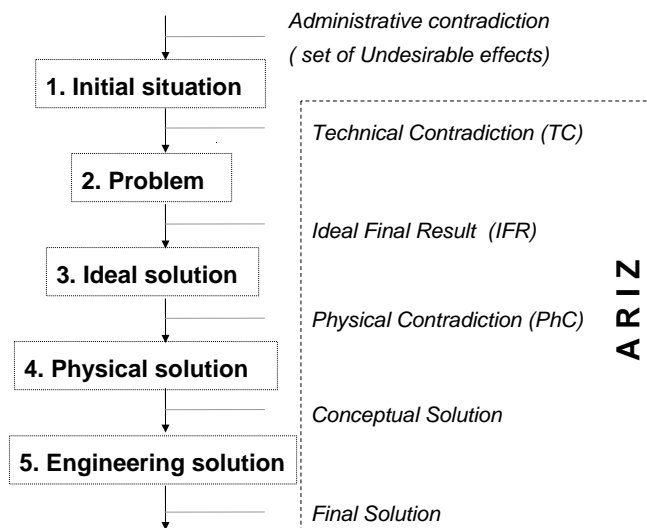 Administrative contradiction
( set of Undesirable effects)
1. Initial situation
Technical Contradiction (TC)
2. Problem
Ideal Final Result (IFR)
3. Ideal solution
Physical Contradiction (PhC)
4. Physical solution
Conceptual Solution
5. Engineering solution
Final Solution
A R I Z